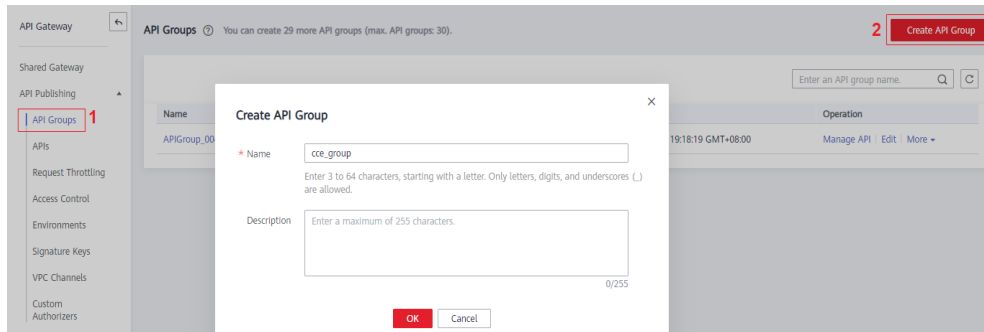 API Gateway
API Groups You can create 29 more API groups (max. API groups: 30).
2
Create API Group
Shared Gateway
API Publishing
API Groups
1
APIs
Request Throttling
Access Control
Environments
Signature Keys
VPC Channels
Custom
Authorizers
Enter an API group name.
Name
Operation
APIGroup_00
19:18:19 GMT+08:00
Manage API | Edit | More
Create API Group
* Name
cce_group
Enter 3 to 64 characters, starting with a letter. Only letters, digits, and underscores (_)
are allowed.
Description
Enter a maximum of 255 characters.
0/255
OK
Cancel